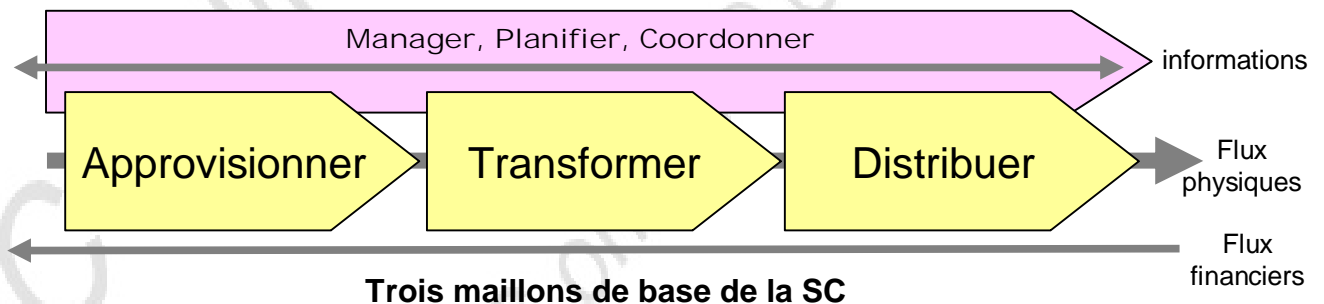 Manager, Planifier, Coordonner
informations
Approvisionner
Transformer
Distribuer
Flux
physiques
Flux
financiers
Trois maillons de base de la SC